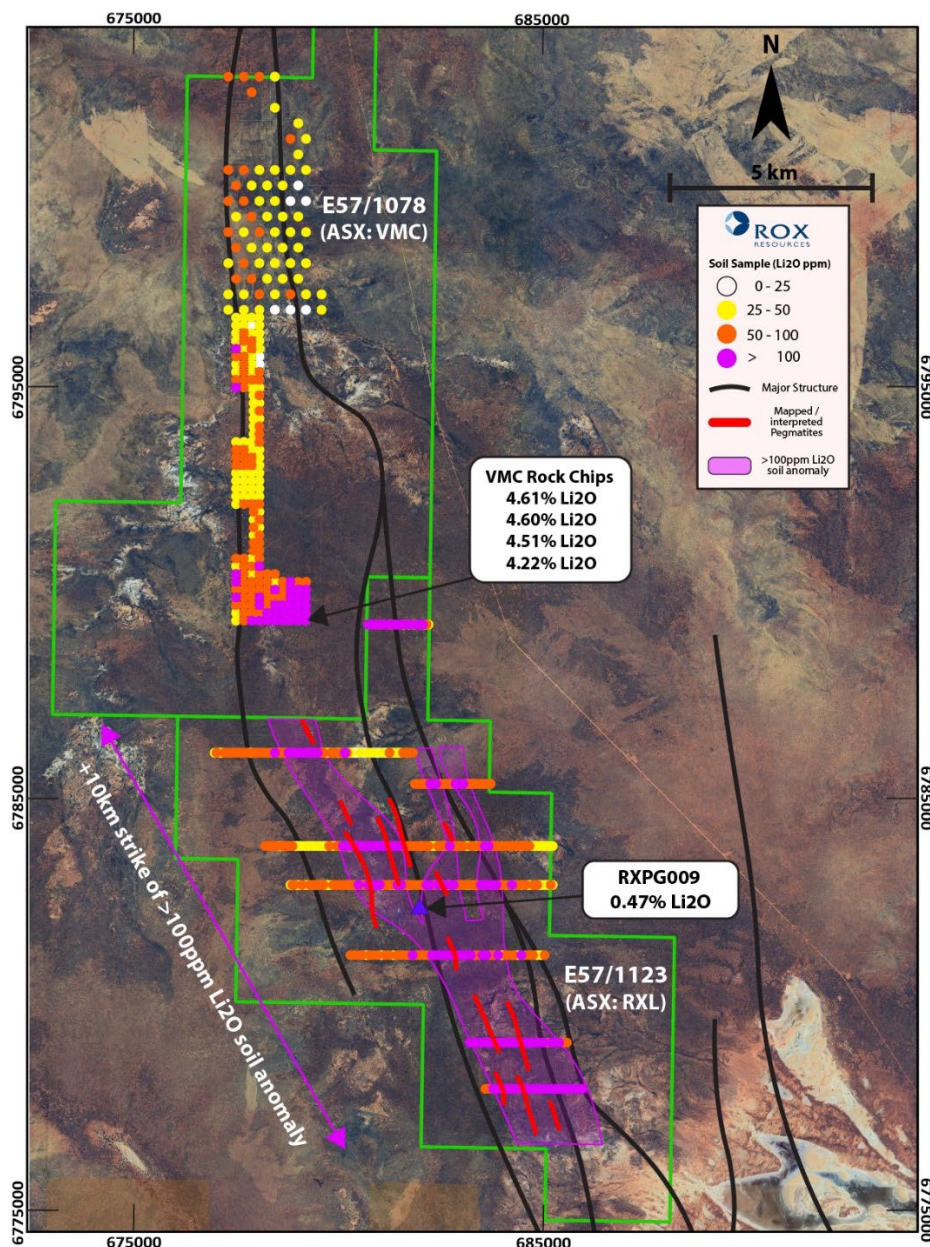 675000
685000
N
5 km
E57/1078
(ASX: VMC)
ROX
RESOURCES
Soil Sample (Li2O ppm)
0 - 25
25 - 50
50 - 100
> 100
Major Structure
Mapped /
interpreted
Pegmatites
>100ppm Li2O
soil anomaly
6795000
6795000
VMC Rock Chips
4.61% Li2O
4.60% Li2O
4.51% Li2O
4.22% Li2O
6785000
6785000
+10km strike of >100ppm Li2O soil anomaly
RXPG009
0.47% Li2O
E57/1123
(ASX: RXL)
6775000
6775000
675000
685000